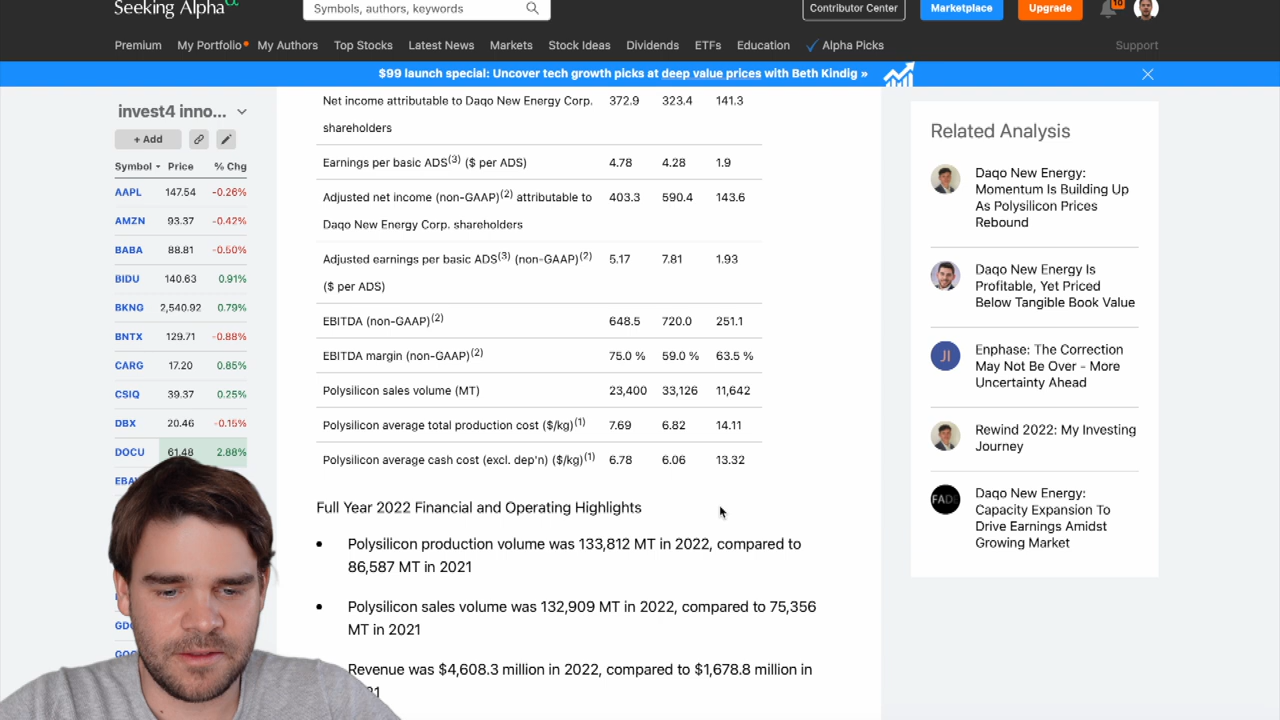 Seeking Alpha α
Symbols, authors, keywords
Contributor Center
Marketplace
Upgrade
10
Premium My Portfolio My Authors Top Stocks Latest News Markets Stock Ideas Dividends ETFs Education Alpha Picks Support
$99 launch special: Uncover tech growth picks at deep value prices with Beth Kindig »
invest4 inno...
+ Add
Symbol Price % Chg
AAPL 147.54 -0.26%
AMZN 93.37 -0.42%
BABA 88.81 -0.50%
BIDU 140.63 0.91%
BKNG 2,540.92 0.79%
BNTX 129.71 -0.88%
CARG 17.20 0.85%
CSIQ 39.37 0.25%
DBX 20.46 -0.15%
DOCU 61.48 2.88%
Net income attributable to Daqo New Energy Corp. 372.9 323.4 141.3
shareholders
Earnings per basic ADS(3) ($ per ADS) 4.78 4.28 1.9
Adjusted net income (non-GAAP)(2) attributable to 403.3 590.4 143.6
Daqo New Energy Corp. shareholders
Adjusted earnings per basic ADS(3) (non-GAAP)(2) 5.17 7.81 1.93
($ per ADS)
EBITDA (non-GAAP)(2) 648.5 720.0 251.1
EBITDA margin (non-GAAP)(2) 75.0 % 59.0 % 63.5 %
Polysilicon sales volume (MT) 23,400 33,126 11,642
Polysilicon average total production cost ($/kg)(1) 7.69 6.82 14.11
Polysilicon average cash cost (excl. dep'n) ($/kg)(1) 6.78 6.06 13.32
Full Year 2022 Financial and Operating Highlights
• Polysilicon production volume was 133,812 MT in 2022, compared to
86,587 MT in 2021
• Polysilicon sales volume was 132,909 MT in 2022, compared to 75,356
MT in 2021
Revenue was $4,608.3 million in 2022, compared to $1,678.8 million in
Related Analysis
Daqo New Energy:
Momentum Is Building Up
As Polysilicon Prices
Rebound
Daqo New Energy Is
Profitable, Yet Priced
Below Tangible Book Value
JI
Enphase: The Correction
May Not Be Over - More
Uncertainty Ahead
Rewind 2022: My Investing
Journey
FADE
Daqo New Energy:
Capacity Expansion To
Drive Earnings Amidst
Growing Market